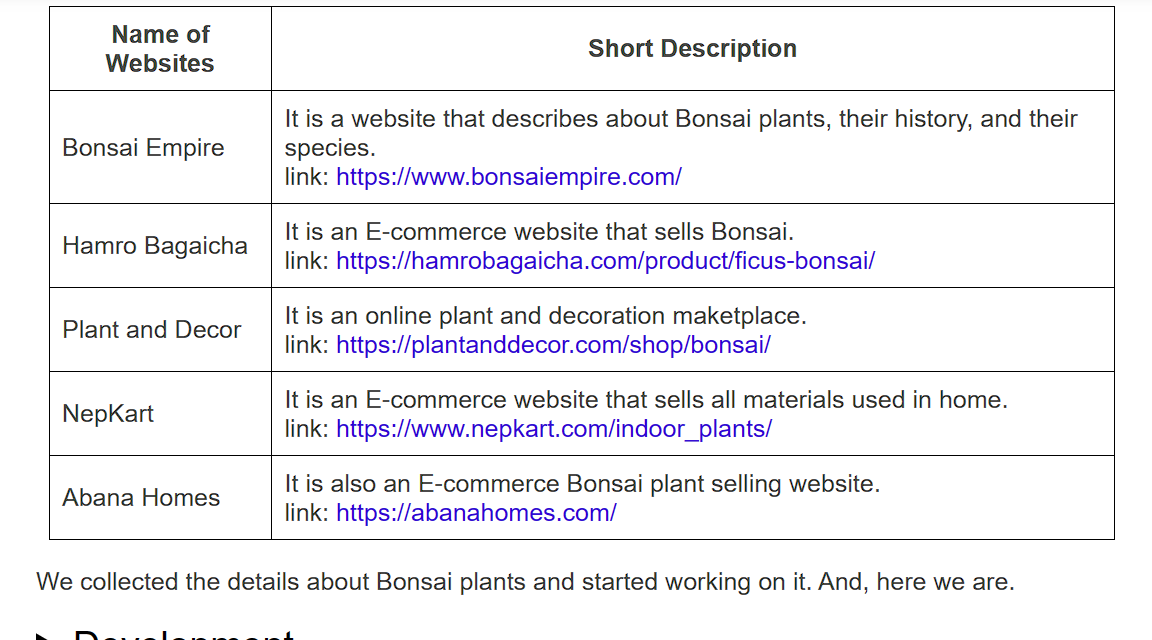 Name of
Websites
Short Description
Bonsai Empire
It is a website that describes about Bonsai plants, their history, and their
species.
link: https://www.bonsaiempire.com/
Hamro Bagaicha
It is an E-commerce website that sells Bonsai.
link: https://hamrobagaicha.com/product/ficus-bonsai/
Plant and Decor
It is an online plant and decoration maketplace.
link: https://plantanddecor.com/shop/bonsai/
NepKart
It is an E-commerce website that sells all materials used in home.
link: https://www.nepkart.com/indoor_plants/
Abana Homes
It is also an E-commerce Bonsai plant selling website.
link: https://abanahomes.com/
We collected the details about Bonsai plants and started working on it. And, here we are.
Development